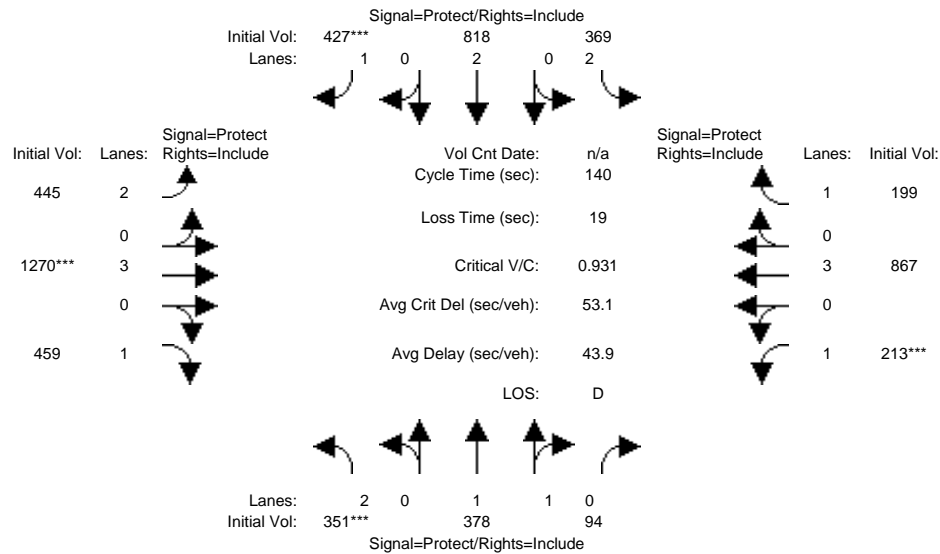 Signal=Protect/Rights=Include
Initial Vol: 427*** 818 369
Lanes: 1 0 2 0 2
Signal=Protect
Initial Vol: Lanes: Rights=Include
Vol Cnt Date: n/a
Signal=Protect
Rights=Include Lanes: Initial Vol:
Cycle Time (sec): 140
445 2
1 199
Loss Time (sec): 19
0
0
1270*** 3
Critical V/C: 0.931
3 867
0
Avg Crit Del (sec/veh): 53.1
0
459 1
Avg Delay (sec/veh): 43.9
1 213***
LOS: D
Lanes: 2 0 1 1 0
Initial Vol: 351*** 378 94
Signal=Protect/Rights=Include